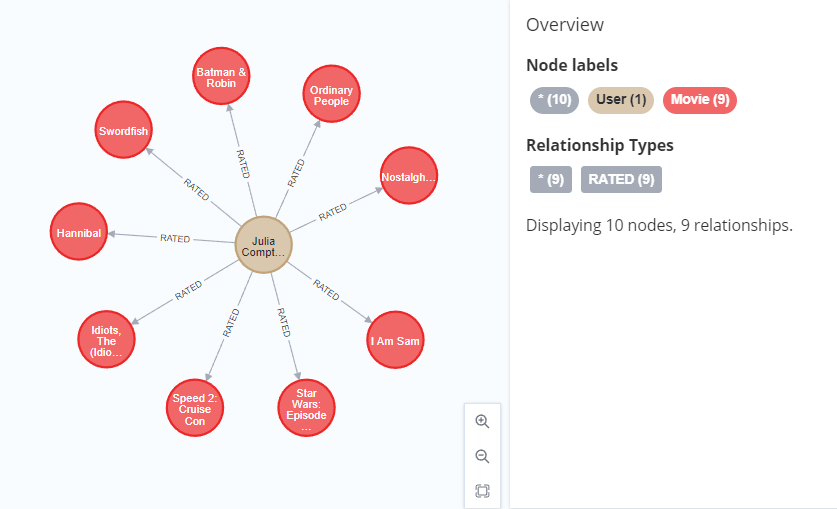 Batman &
Robin
Ordinary
People
Swordfish
Nostalgh...
Hannibal
Julia
Compt...
Idiots,
The
(Idio...
I Am Sam
Speed 2:
Cruise
Con
Star
Wars:
Episode
...
RATED
RATED
RATED
RATED
RATED
RATED
RATED
RATED
RATED
Overview
Node labels
* (10) User (1) Movie (9)
Relationship Types
* (9) RATED (9)
Displaying 10 nodes, 9 relationships.